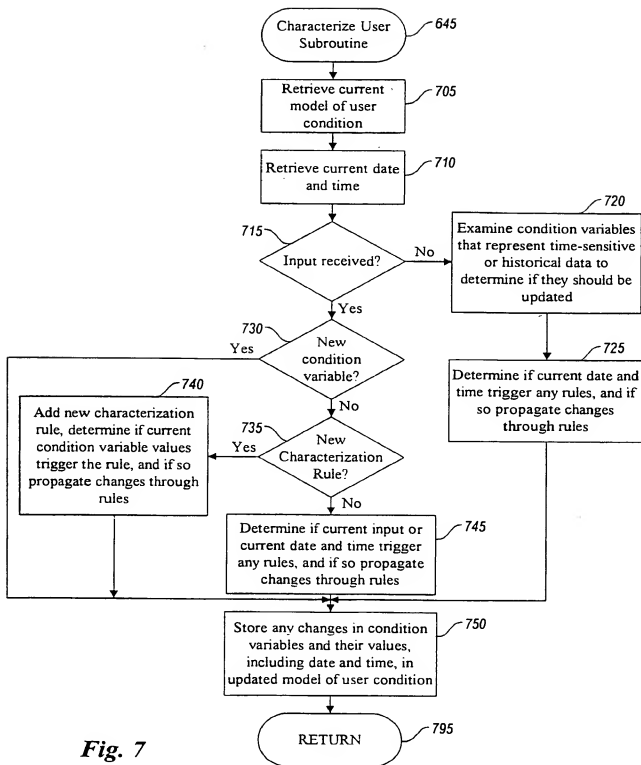 Characterize User
Subroutine
645
Retrieve current
model of user
condition
705
Retrieve current date
and time
710
715
Input received?
No
Yes
720
Examine condition variables
that represent time-sensitive
or historical data to
determine if they should be
updated
725
Determine if current date and
time trigger any rules, and if
so propagate changes
through rules
730
New
condition
variable?
Yes
No
735
New
Characterization
Rule?
Yes
No
740
Add new characterization
rule, determine if current
condition variable values
trigger the rule, and if so
propagate changes through
rules
745
Determine if current input or
current date and time trigger
any rules, and if so propagate
changes through rules
750
Store any changes in condition
variables and their values,
including date and time, in
updated model of user condition
RETURN
795
Fig. 7